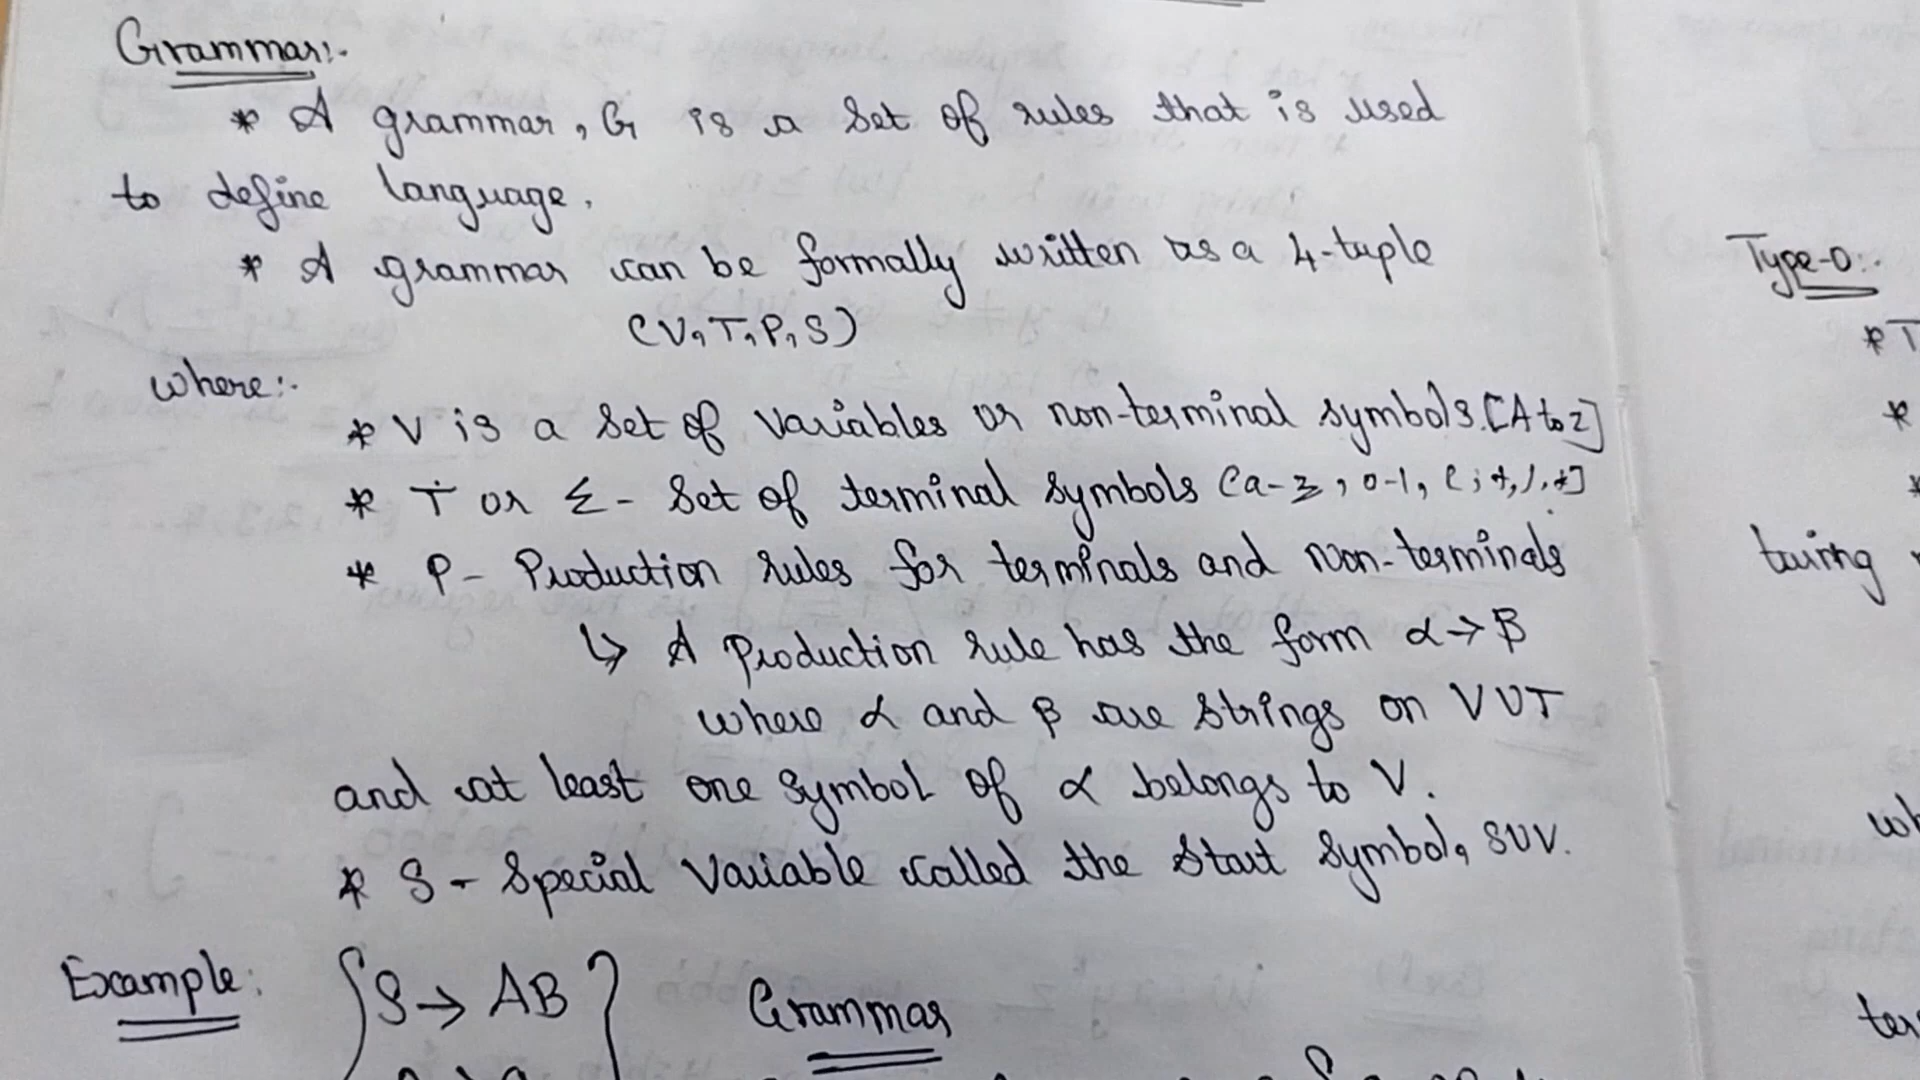 Grammar:-
* A grammar, G is a set of rules that is used
to define language.
* A grammar can be formally written as a 4-tuple
(V, T, P, S)
where:-
* V is a set of variables or non-terminal symbols. [A to Z]
* T or Σ - Set of terminal symbols
* P - Production rules for terminals and non-terminals
↳ A Production rule has the form α → β
where α and β are strings on V U T
and at least one symbol of α belongs to V.
* S - Special Variable called the Start Symbol, SUV.
Example: { S → AB } Grammar
Type-0:-
* T
*